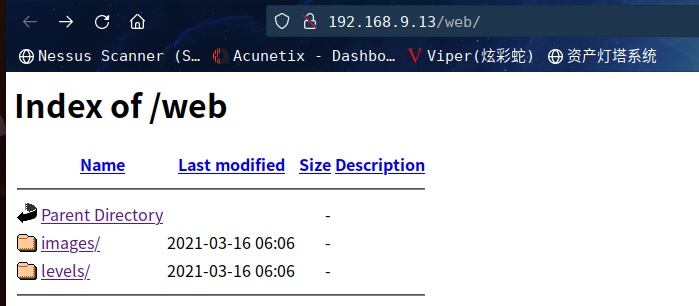 192.168.9.13/web/
Nessus Scanner (S… Acunetix - Dashbo… Viper(炫彩蛇) 资产灯塔系统
Index of /web
Name Last modified Size Description
Parent Directory -
images/ 2021-03-16 06:06 -
levels/ 2021-03-16 06:06 -